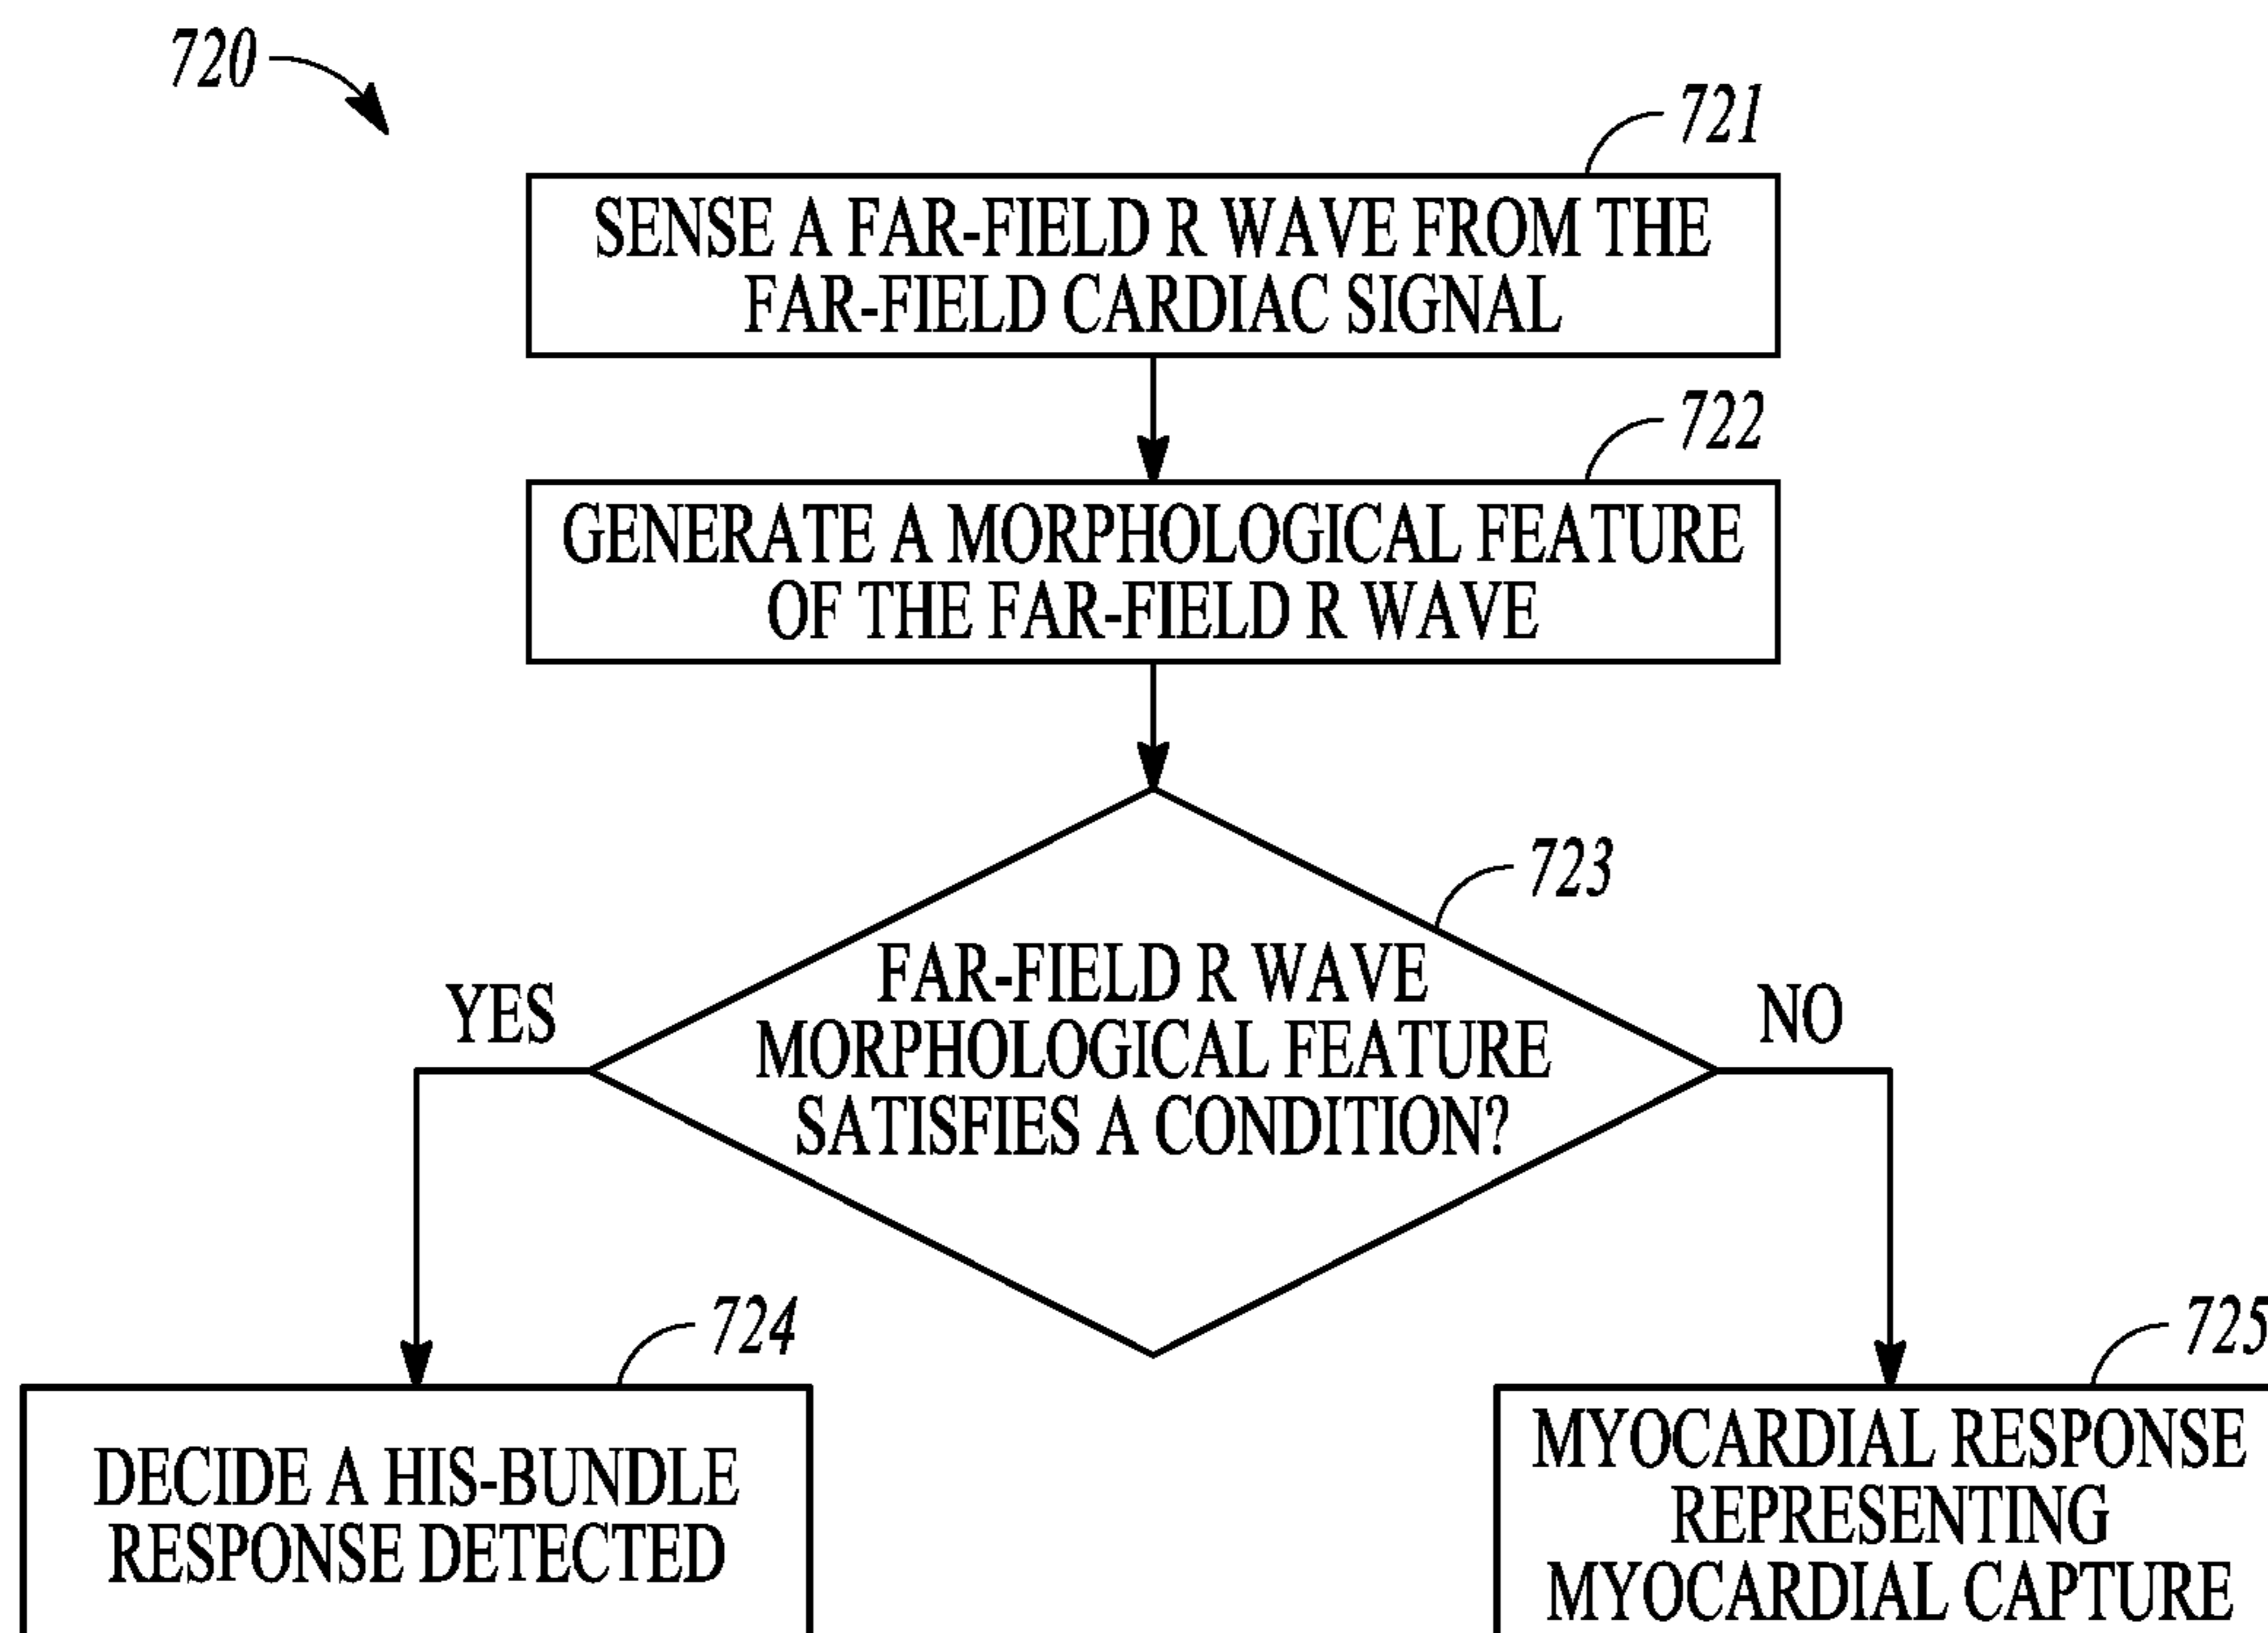 720
721
SENSE A FAR-FIELD R WAVE FROM THE
FAR-FIELD CARDIAC SIGNAL
722
GENERATE A MORPHOLOGICAL FEATURE
OF THE FAR-FIELD R WAVE
723
FAR-FIELD R WAVE
MORPHOLOGICAL FEATURE
SATISFIES A CONDITION?
YES
NO
724
DECIDE A HIS-BUNDLE
RESPONSE DETECTED
725
MYOCARDIAL RESPONSE
REPRESENTING
MYOCARDIAL CAPTURE